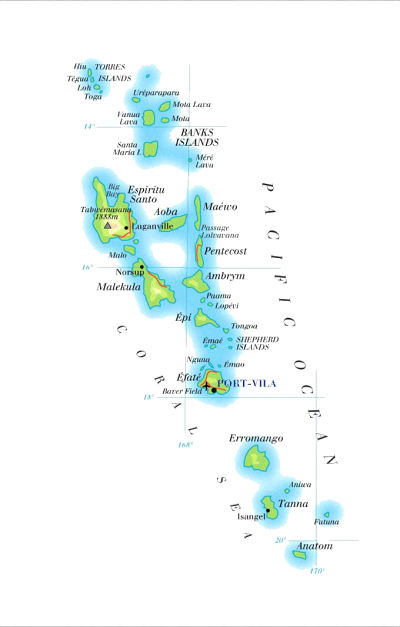 Hiu
TORRES
ISLANDS
Tégua
Loh
Toga
Uréparapara
Mota Lava
Vanua
Lava
Mota
14°
BANKS
ISLANDS
Santa
Maria I.
Méré
Lava
Big
Bay
Espiritu
Santo
Tabwémasana
1888m
Luganville
Aoba
Maéwo
Passage
Lolvavana
Pentecost
Malo
16°
Norsup
Malekula
Ambrym
Paama
Lopévi
Épi
Tongoa
Émaé
SHEPHERD
ISLANDS
Nguna
Émao
Éfaté
PORT-VILA
Bauer Field
18°
168°
PACIFIC OCEAN
CORAL SEA
Erromango
Aniwa
Tanna
Isangel
Futuna
20°
Anatom
170°